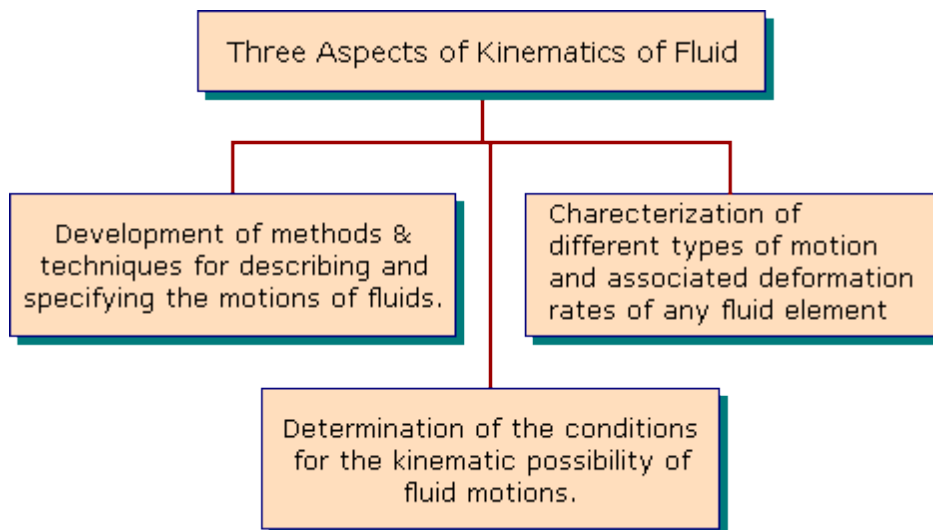 Three Aspects of Kinematics of Fluid
Development of methods &
techniques for describing and
specifying the motions of fluids.
Charecterization of
different types of motion
and associated deformation
rates of any fluid element
Determination of the conditions
for the kinematic possibility of
fluid motions.